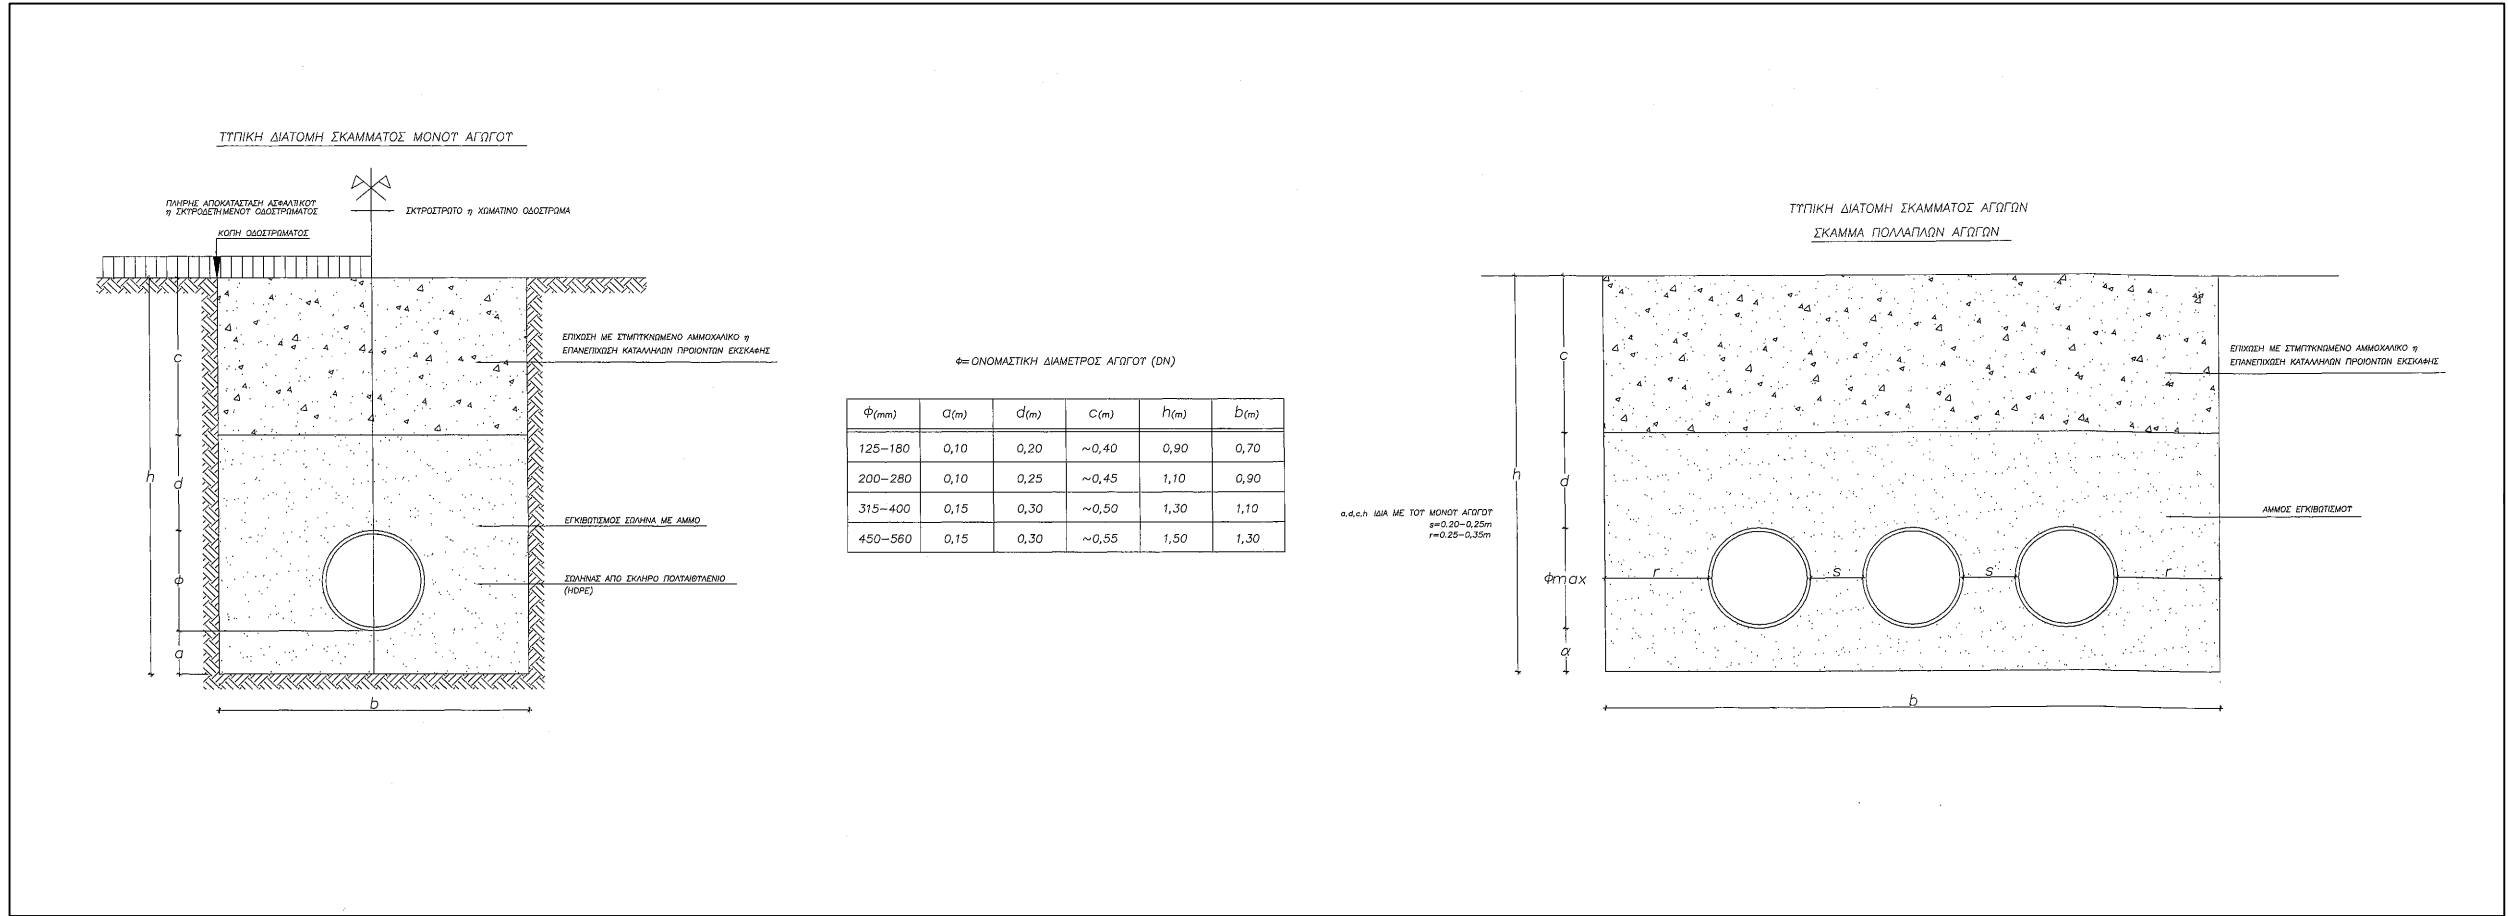 ΤΥΠΙΚΗ ΔΙΑΤΟΜΗ ΣΚΑΜΜΑΤΟΣ ΜΟΝΟΥ ΑΓΩΓΟΥ
ΠΛΗΡΗΣ ΑΠΟΚΑΤΑΣΤΑΣΗ ΑΣΦΑΛΤΙΚΟΥ
η ΣΚΥΡΟΔΕΤΗΜΕΝΟΥ ΟΔΟΣΤΡΩΜΑΤΟΣ
ΣΚΥΡΟΣΤΡΩΤΟ η ΧΩΜΑΤΙΝΟ ΟΔΟΣΤΡΩΜΑ
ΚΟΠΗ ΟΔΟΣΤΡΩΜΑΤΟΣ
ΕΠΙΧΩΣΗ ΜΕ ΣΥΜΠΥΚΝΩΜΕΝΟ ΑΜΜΟΧΑΛΙΚΟ η
ΕΠΑΝΕΠΙΧΩΣΗ ΚΑΤΑΛΛΗΛΩΝ ΠΡΟΙΟΝΤΩΝ ΕΚΣΚΑΦΗΣ
c
h
d
ΕΓΚΙΒΩΤΙΣΜΟΣ ΣΩΛΗΝΑ ΜΕ ΑΜΜΟ
ΣΩΛΗΝΑΣ ΑΠΟ ΣΚΛΗΡΟ ΠΟΛΥΑΙΘΥΛΕΝΙΟ
(HDPE)
φ
a
b
Φ= ΟΝΟΜΑΣΤΙΚΗ ΔΙΑΜΕΤΡΟΣ ΑΓΩΓΟΥ (DN)
Φ(mm) a(m) d(m) c(m) h(m) b(m)
125-180 0,10 0,20 ~0,40 0,90 0,70
200-280 0,10 0,25 ~0,45 1,10 0,90
315-400 0,15 0,30 ~0,50 1,30 1,10
450-560 0,15 0,30 ~0,55 1,50 1,30
ΤΥΠΙΚΗ ΔΙΑΤΟΜΗ ΣΚΑΜΜΑΤΟΣ ΑΓΩΓΩΝ
ΣΚΑΜΜΑ ΠΟΛΛΑΠΛΩΝ ΑΓΩΓΩΝ
c
ΕΠΙΧΩΣΗ ΜΕ ΣΥΜΠΥΚΝΩΜΕΝΟ ΑΜΜΟΧΑΛΙΚΟ η
ΕΠΑΝΕΠΙΧΩΣΗ ΚΑΤΑΛΛΗΛΩΝ ΠΡΟΙΟΝΤΩΝ ΕΚΣΚΑΦΗΣ
h
d
a,d,c,h ΙΔΙΑ ΜΕ ΤΟΥ ΜΟΝΟΥ ΑΓΩΓΟΥ
s=0.20-0,25m
r=0.25-0,35m
ΑΜΜΟΣ ΕΓΚΙΒΩΤΙΣΜΟΥ
Φmax
r s s r
α
b